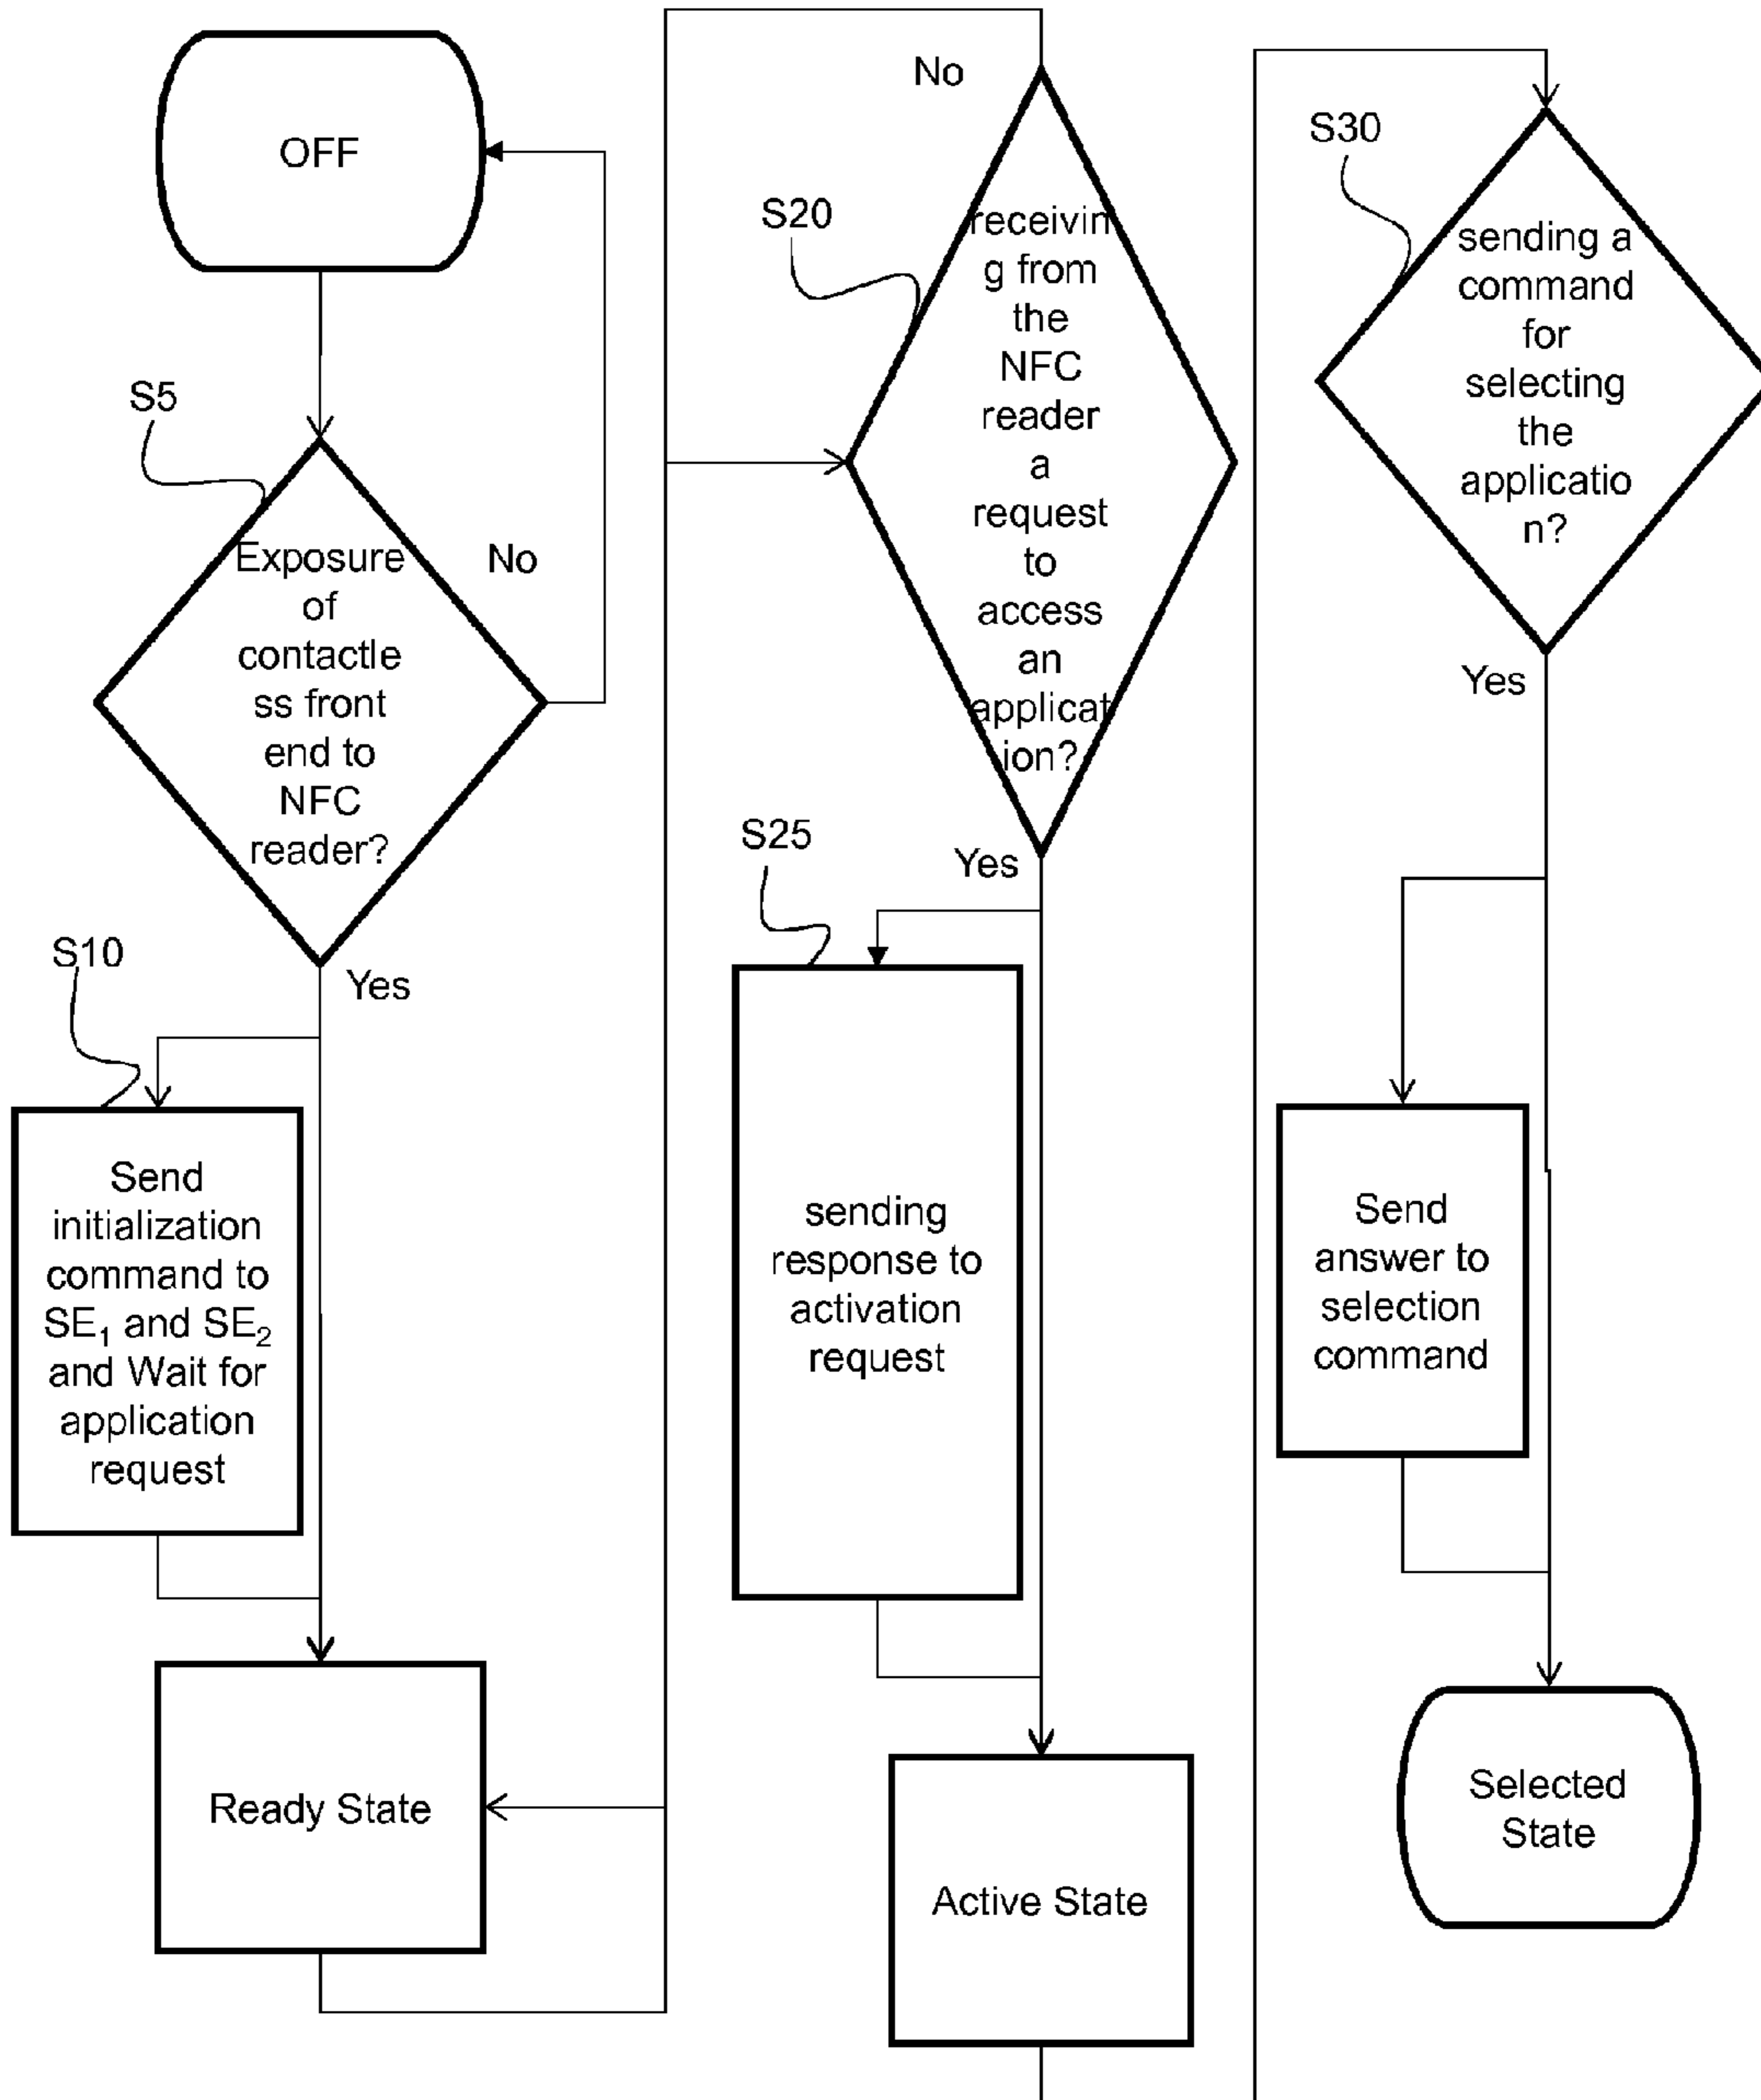 OFF
S5
Exposure
of
contactle
ss front
end to
NFC
reader?
No
Yes
S10
Send
initialization
command to
SE₁ and SE₂
and Wait for
application
request
Ready State
No
S20
receivin
g from
the
NFC
reader
a
request
to
access
an
applicat
ion?
Yes
S25
sending
response to
activation
request
Active State
S30
sending a
command
for
selecting
the
applicatio
n?
Yes
Send
answer to
selection
command
Selected
State